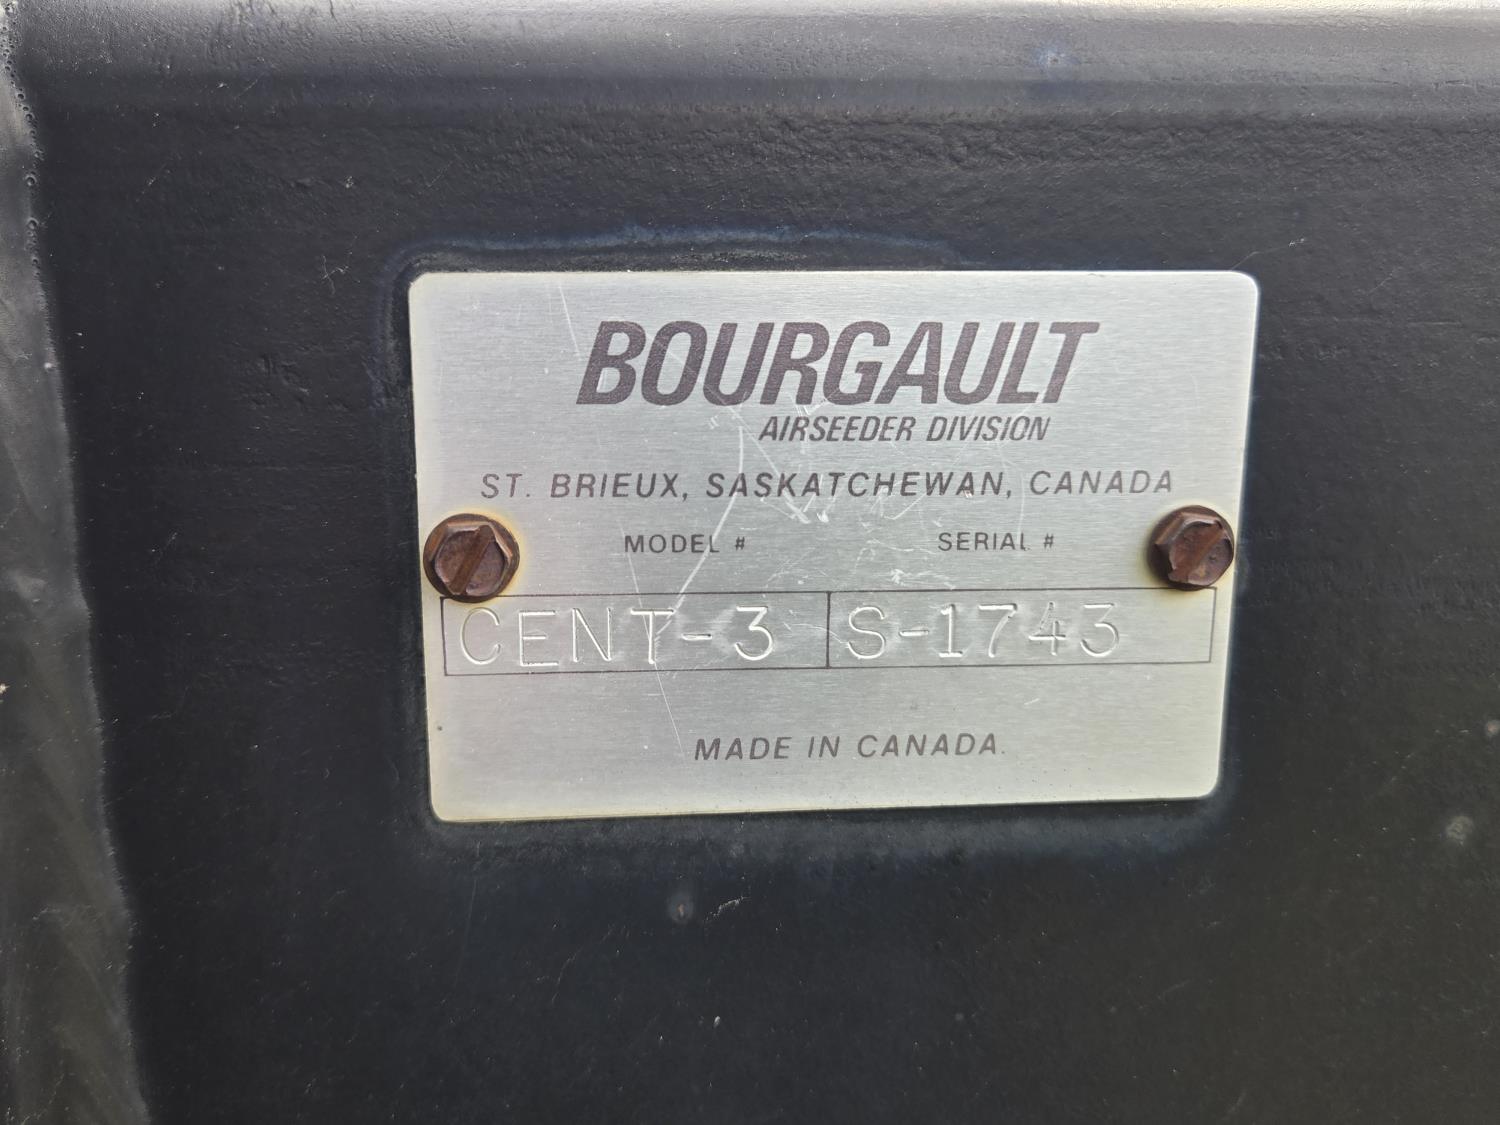 BOURGAULT
AIRSEEDER DIVISION
ST. BRIEUX, SASKATCHEWAN, CANADA
MODEL # SERIAL #
CENT-3 S-1743
MADE IN CANADA.